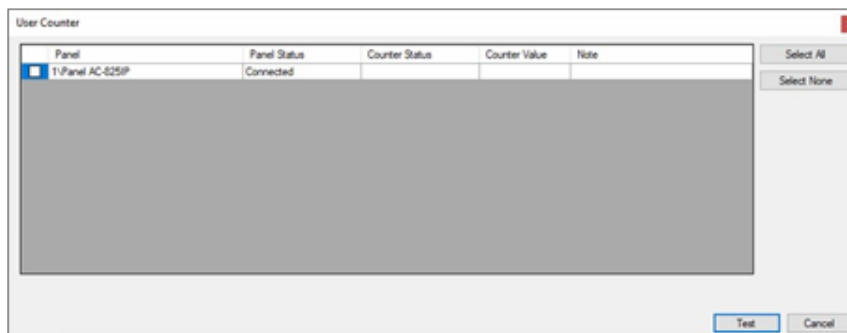 User Counter
Panel Panel Status Counter Status Counter Value Note Select All
1\Panel AC-825IP Connected
Select None
Test Cancel